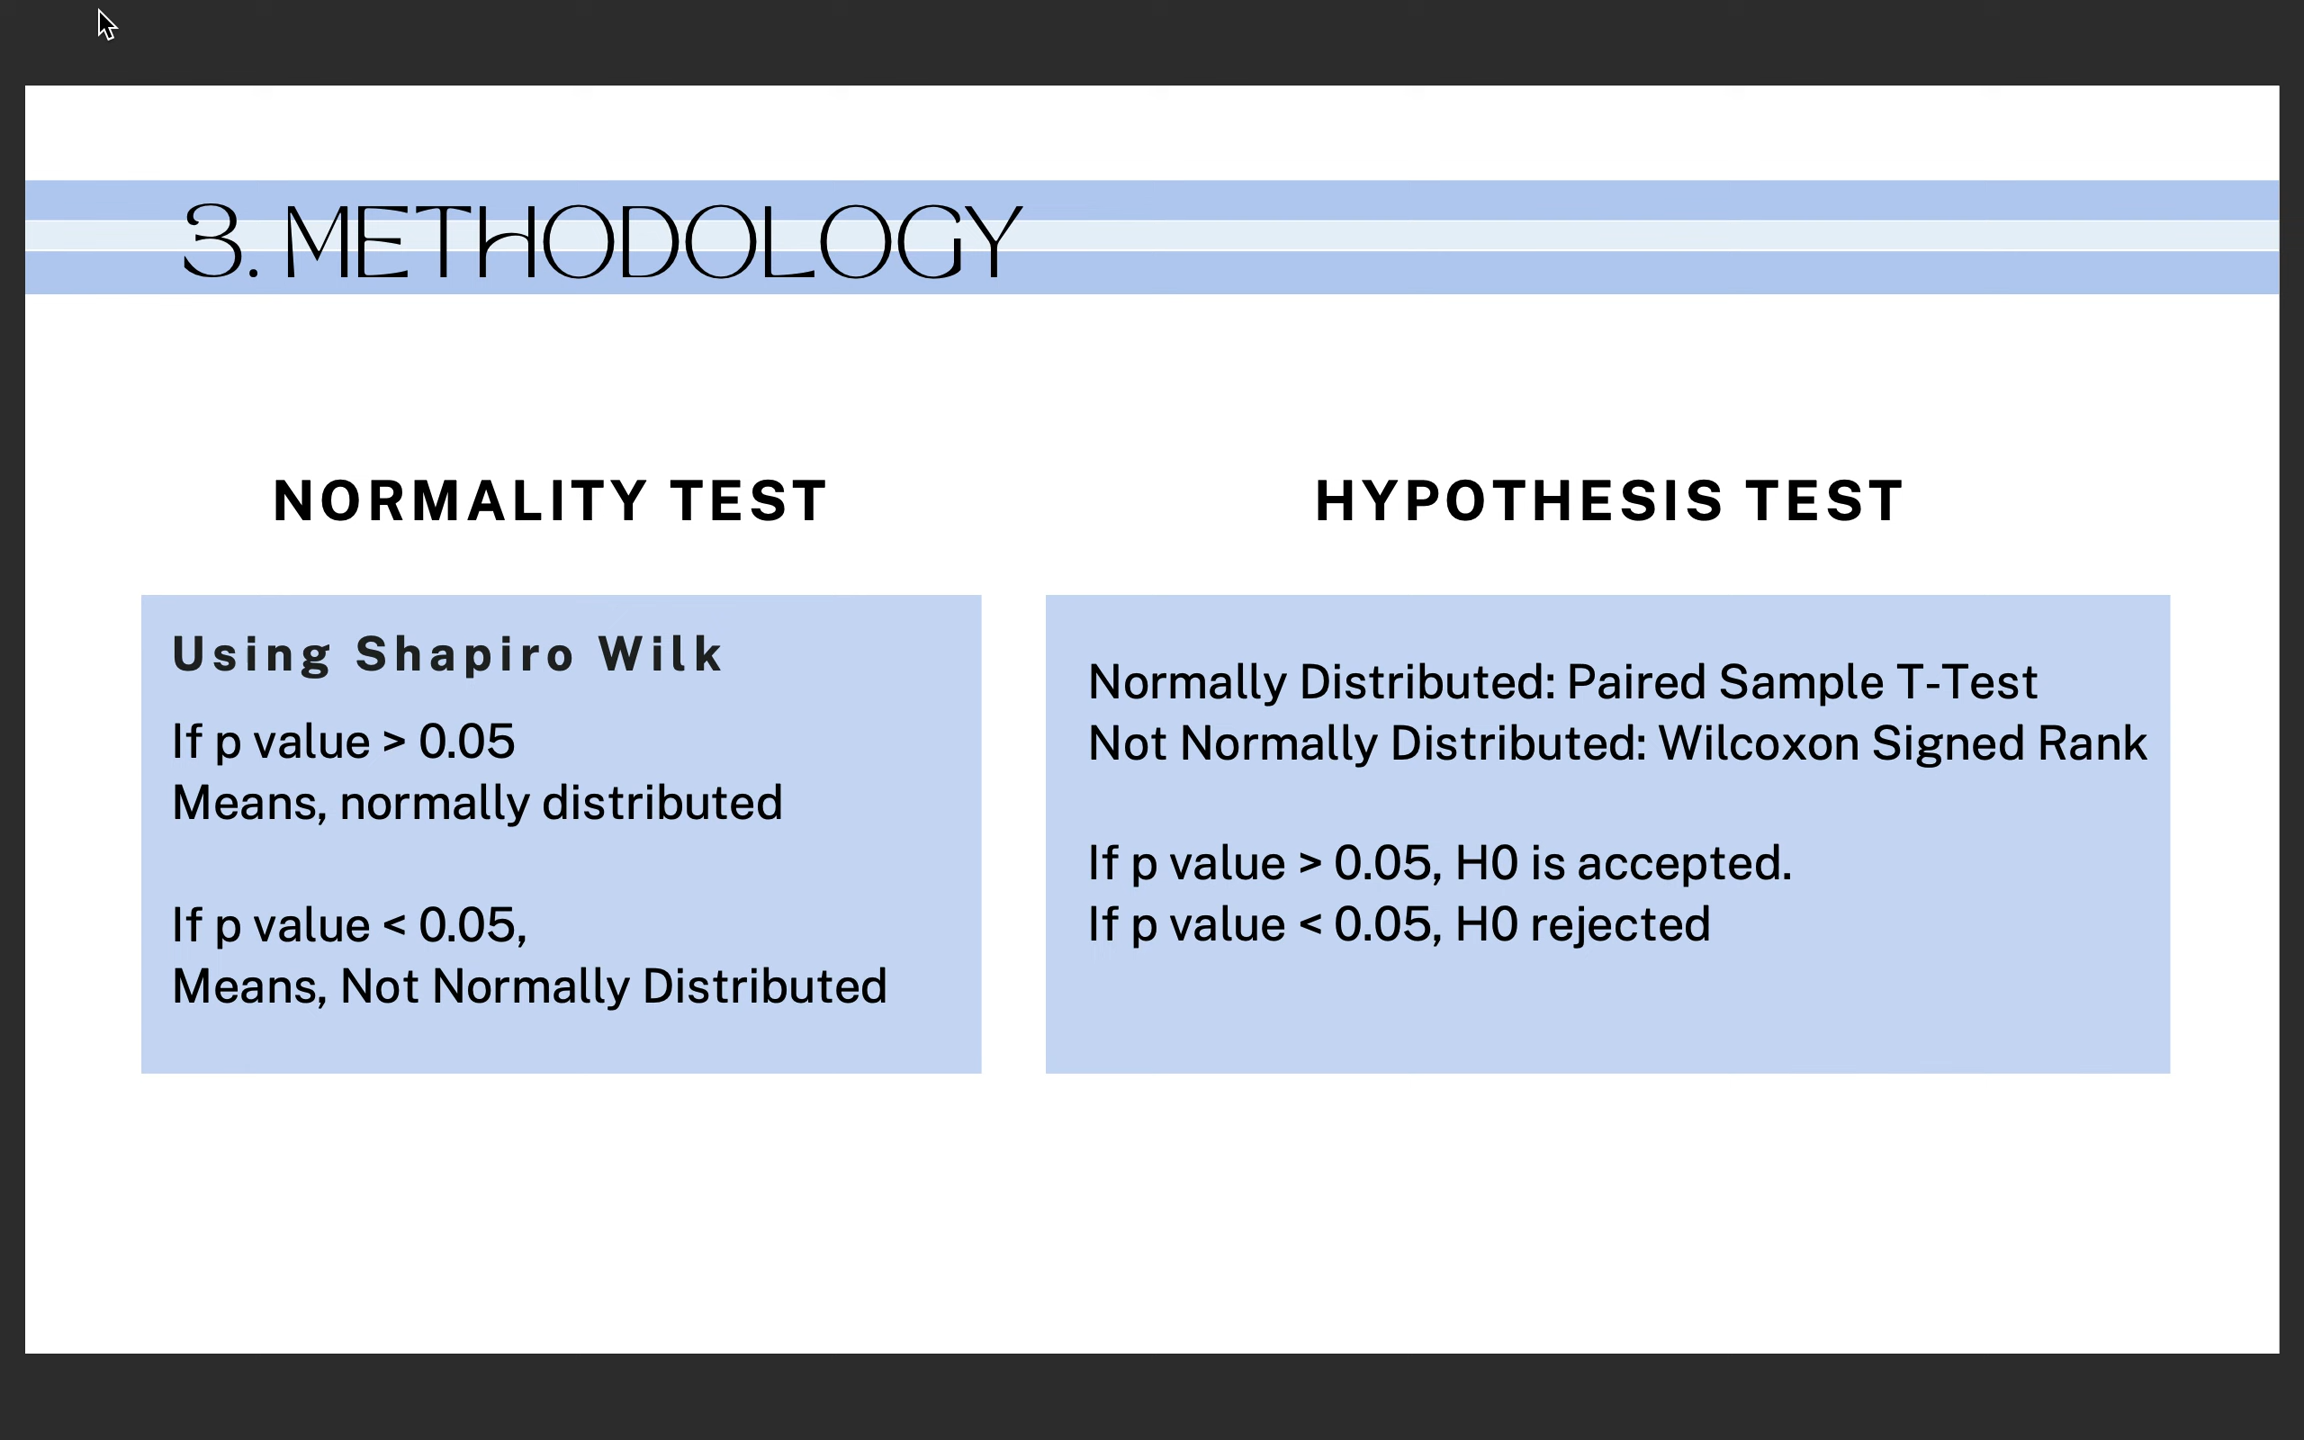 3. METHODOLOGY
NORMALITY TEST
Using Shapiro Wilk
If p value > 0.05
Means, normally distributed
If p value < 0.05,
Means, Not Normally Distributed
HYPOTHESIS TEST
Normally Distributed: Paired Sample T-Test
Not Normally Distributed: Wilcoxon Signed Rank
If p value > 0.05, H0 is accepted.
If p value < 0.05, H0 rejected